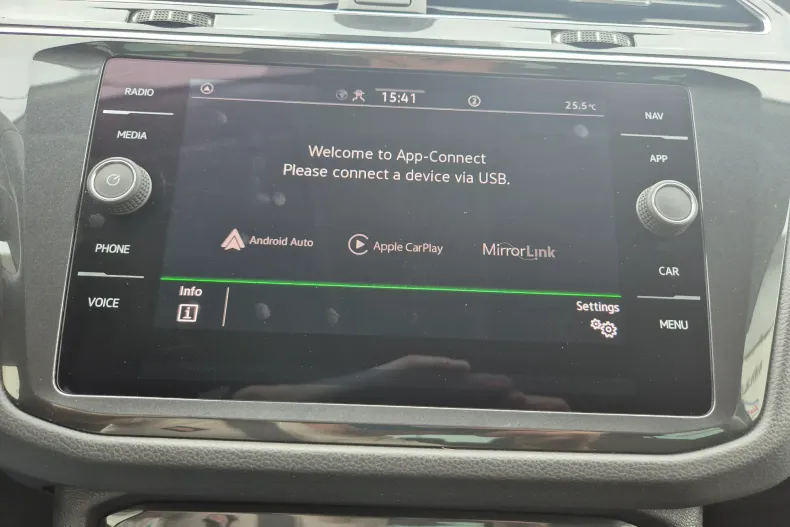 RADIO
MEDIA
PHONE
VOICE
15:41
2
25.5°C
Welcome to App-Connect
Please connect a device via USB.
Android Auto
Apple CarPlay
MirrorLink
Info
i
Settings
NAV
APP
CAR
MENU